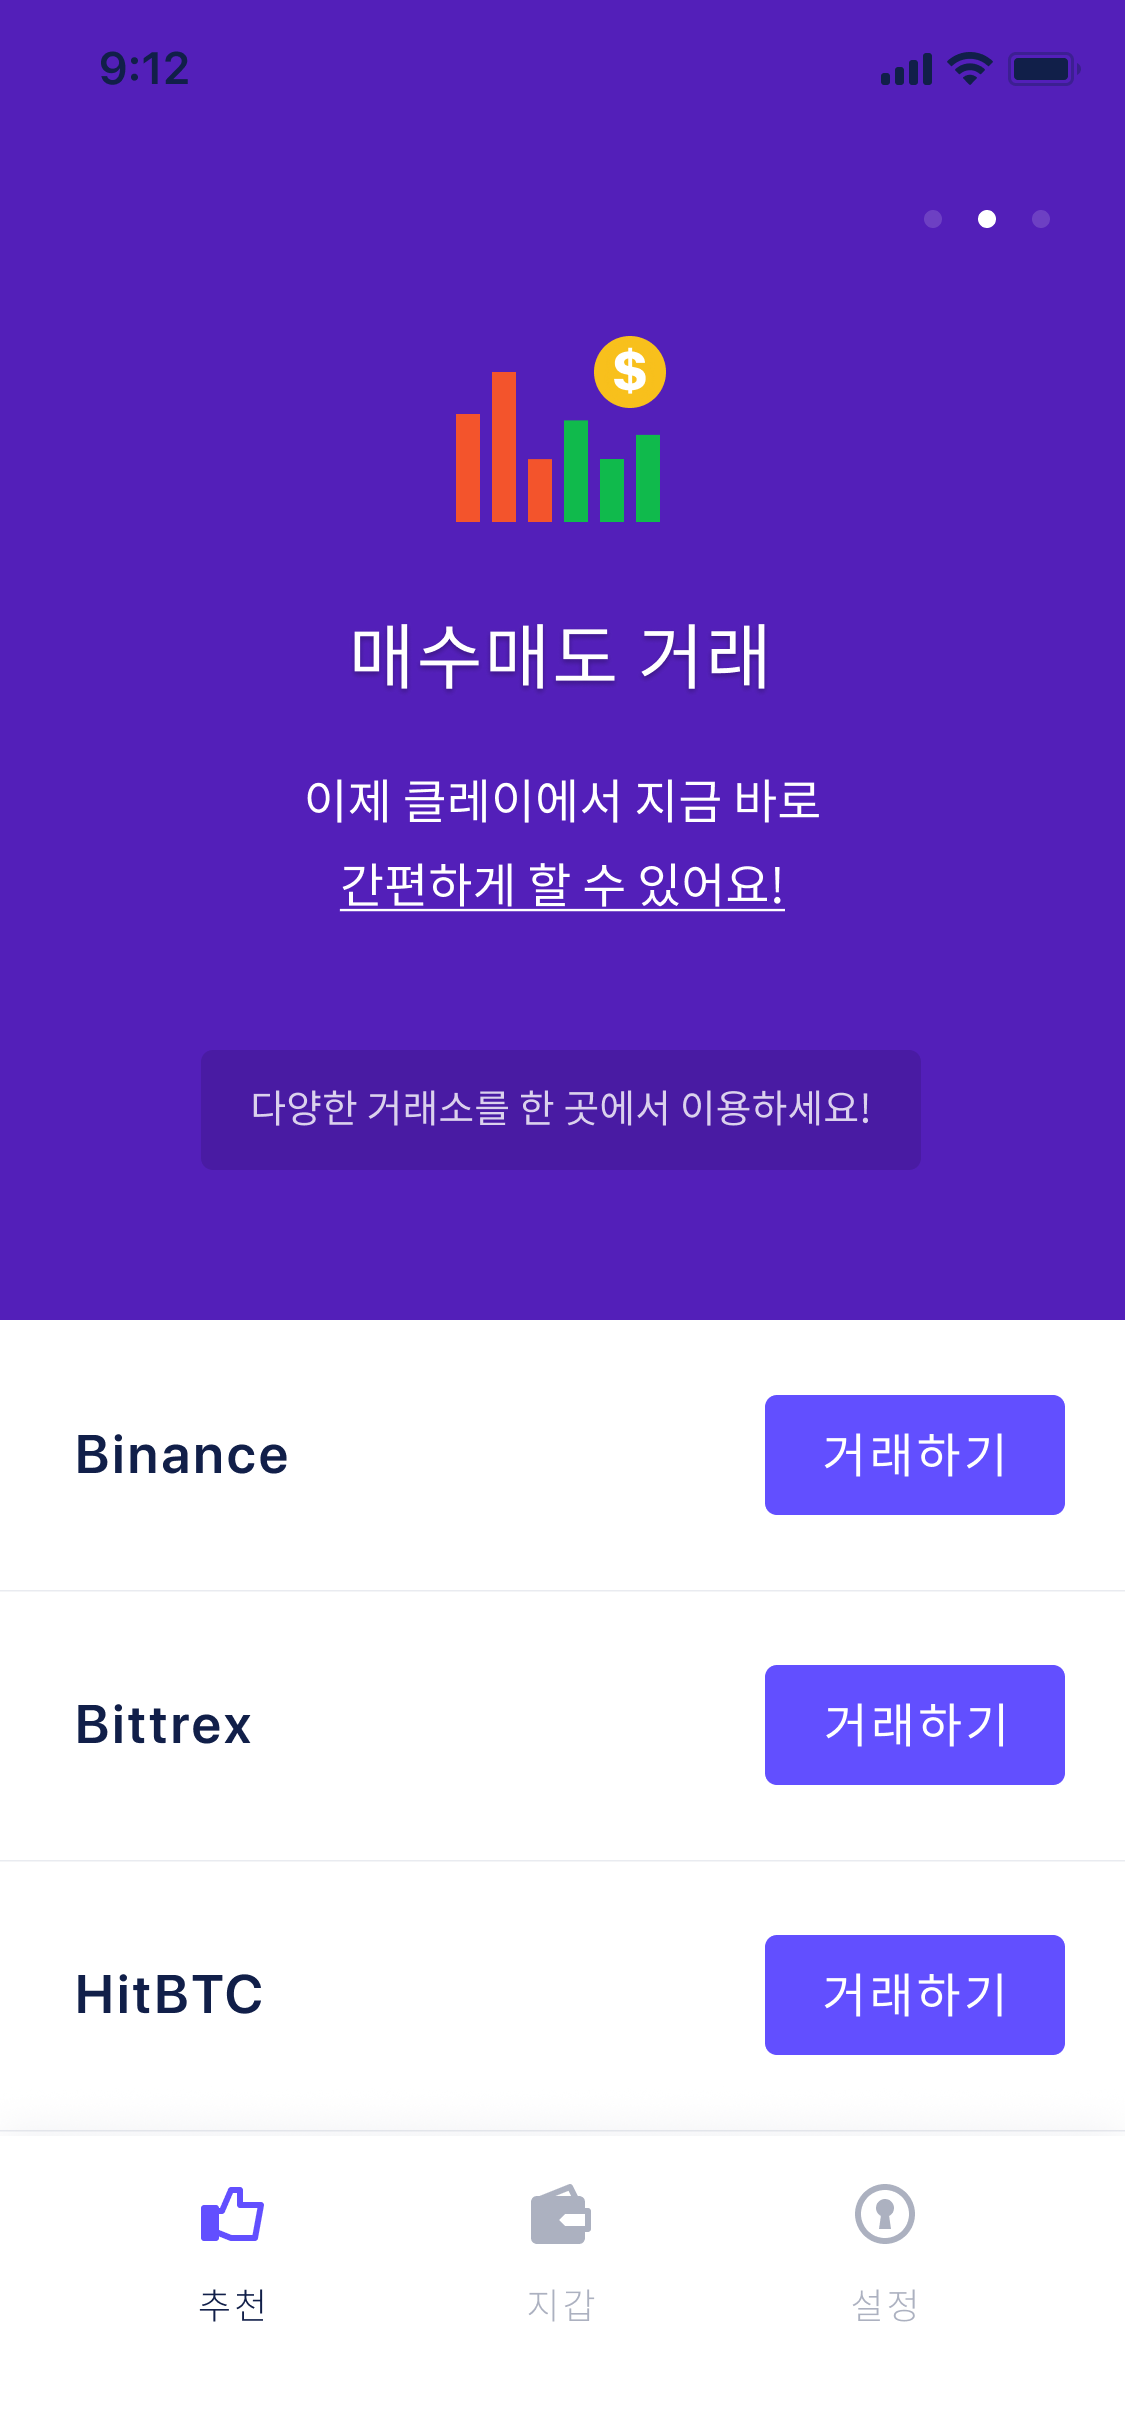 9:12
$
매수매도 거래
이제 클레이에서 지금 바로
간편하게 할 수 있어요!
다양한 거래소를 한 곳에서 이용하세요!
Binance
거래하기
Bittrex
거래하기
HitBTC
거래하기
추천
지갑
설정